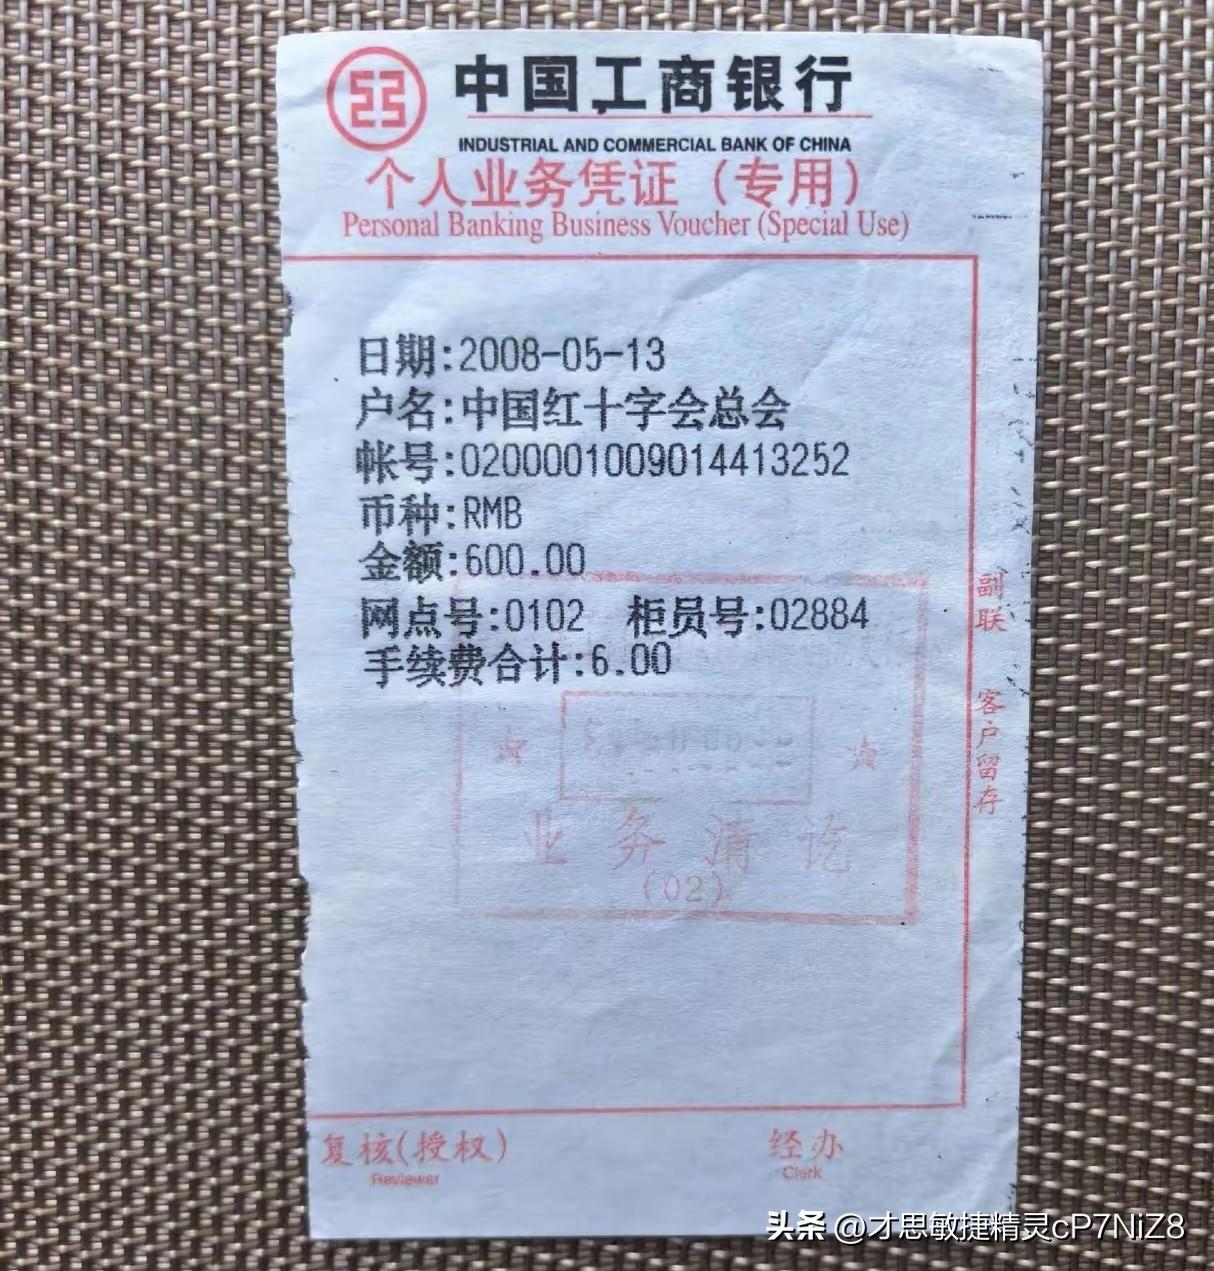 中国工商银行
INDUSTRIAL AND COMMERCIAL BANK OF CHINA
个人业务凭证（专用）
Personal Banking Business Voucher (Special Use)
日期:2008-05-13
户名:中国红十字会总会
帐号:0200001009014413252
币种:RMB
金额:600.00
网点号:0102 柜员号:02884
手续费合计:6.00
业务清讫
(02)
副联 客户留存
复核(授权)
Reviewer
经办
Clerk
头条 @才思敏捷精灵cP7NiZ8